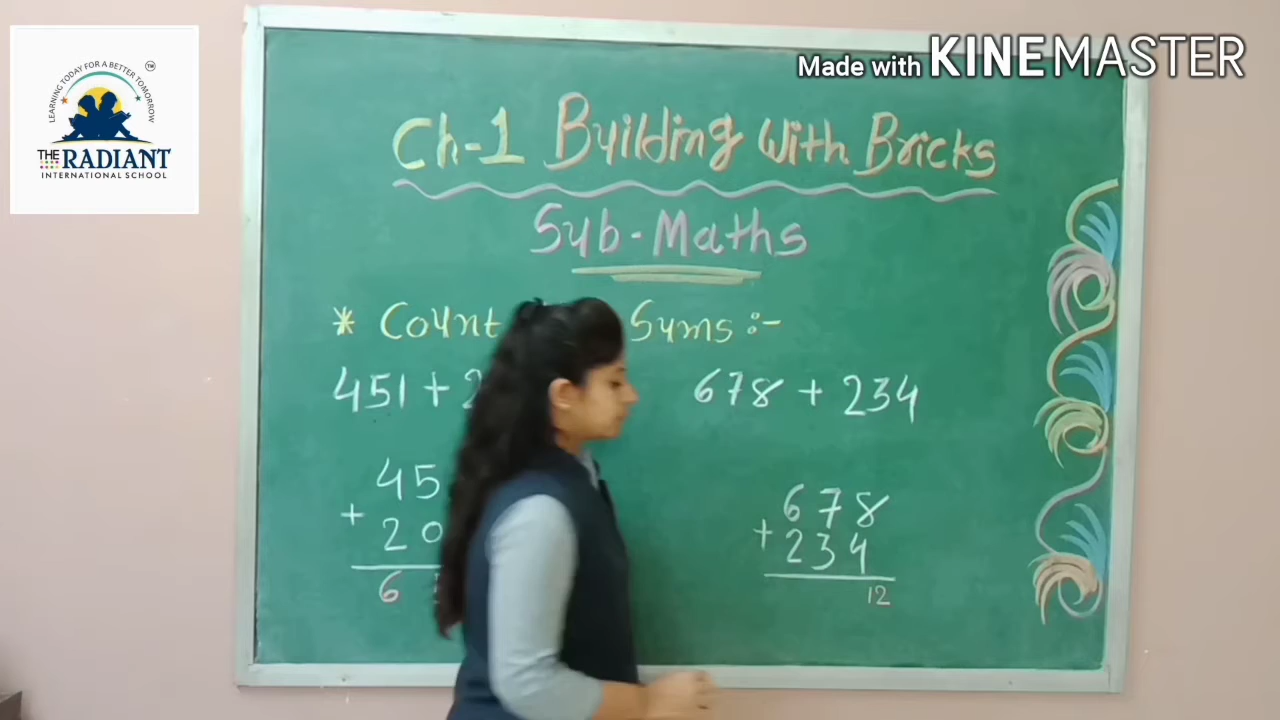 LEARNING TODAY FOR A BETTER TOMORROW
TM
THE RADIANT
INTERNATIONAL SCHOOL
Made with KINEMASTER
Ch-1 Building With Bricks
Sub-Maths
* Count Sums :-
451 + 2
678 + 234
45
+ 20
6
678
+ 234
12